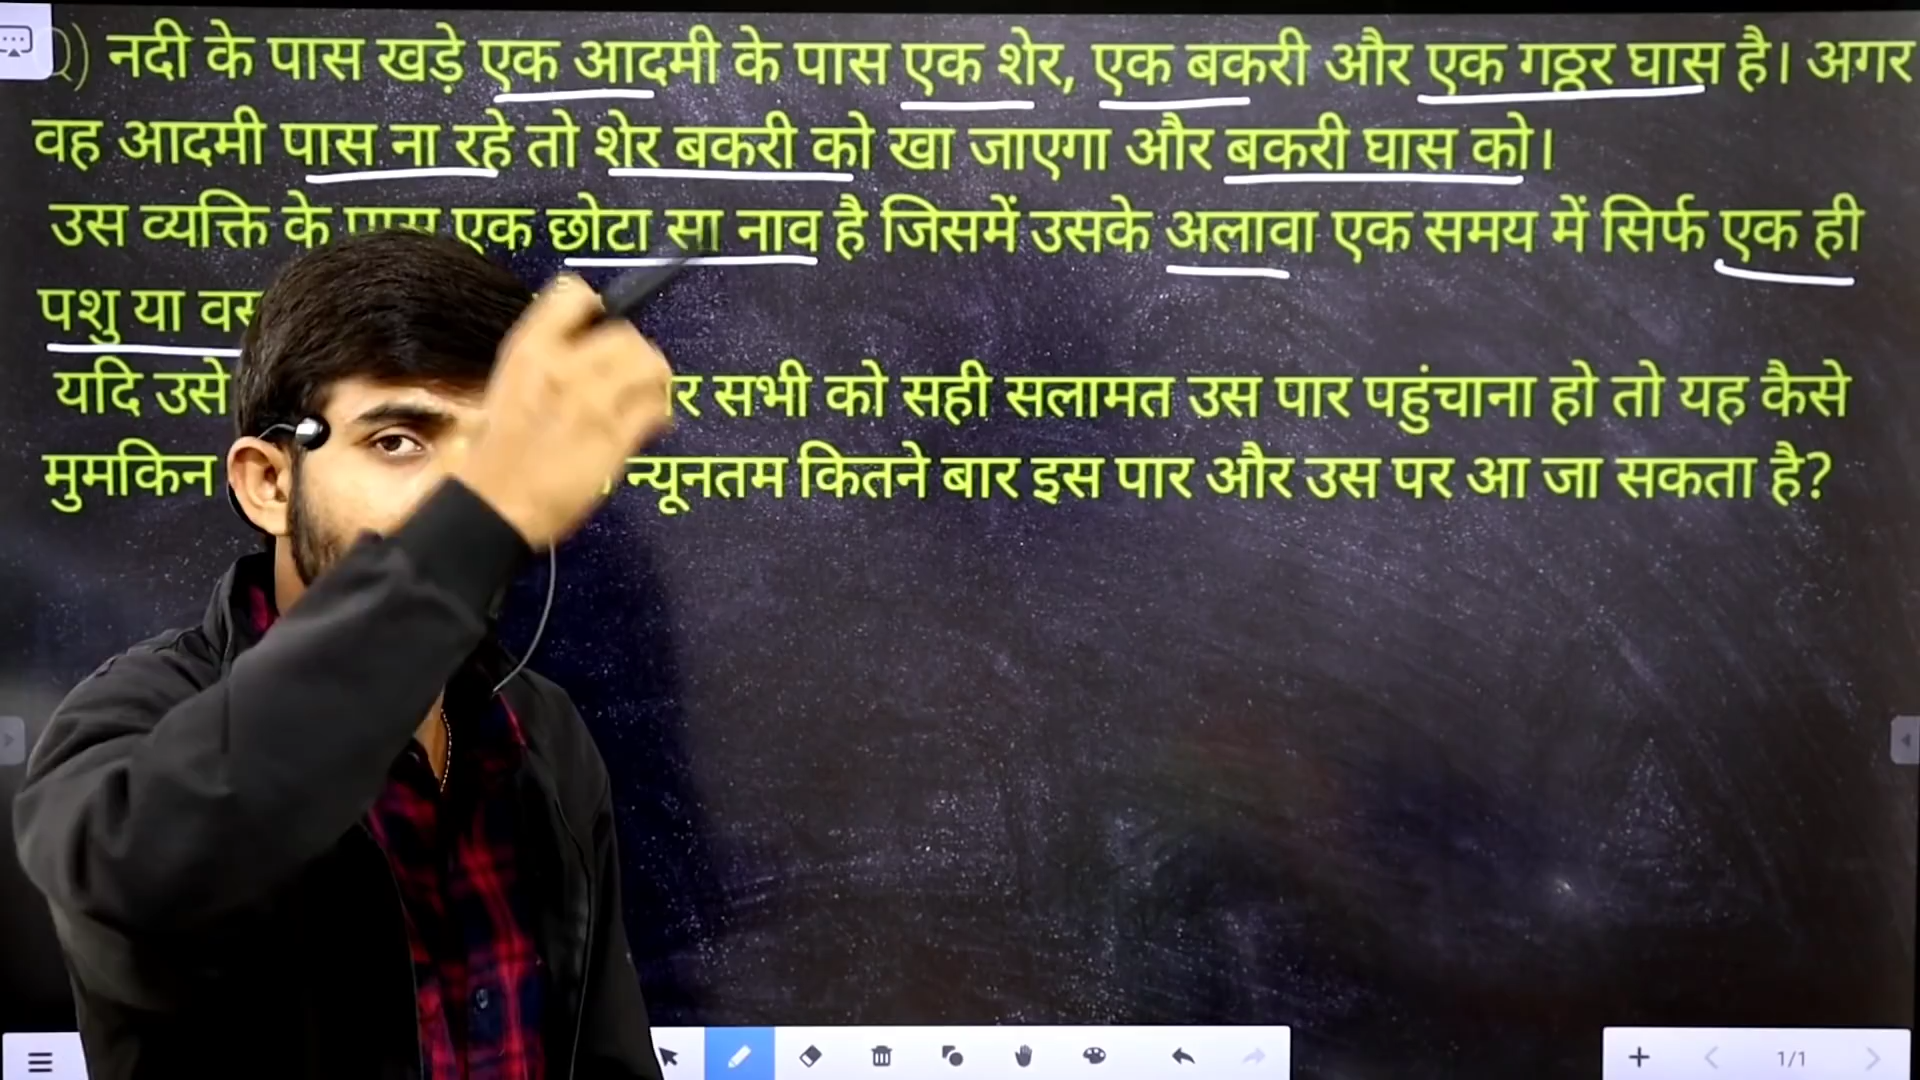 Q) नदी के पास खड़े एक आदमी के पास एक शेर, एक बकरी और एक गठ्ठर घास है। अगर
वह आदमी पास ना रहे तो शेर बकरी को खा जाएगा और बकरी घास को।
उस व्यक्ति के पास एक छोटा सा नाव है जिसमें उसके अलावा एक समय में सिर्फ एक ही
पशु या
यदि उसे सभी को सही सलामत उस पार पहुंचाना हो तो यह कैसे
मुमकिन न्यूनतम कितने बार इस पार और उस पर आ जा सकता है?
1/1